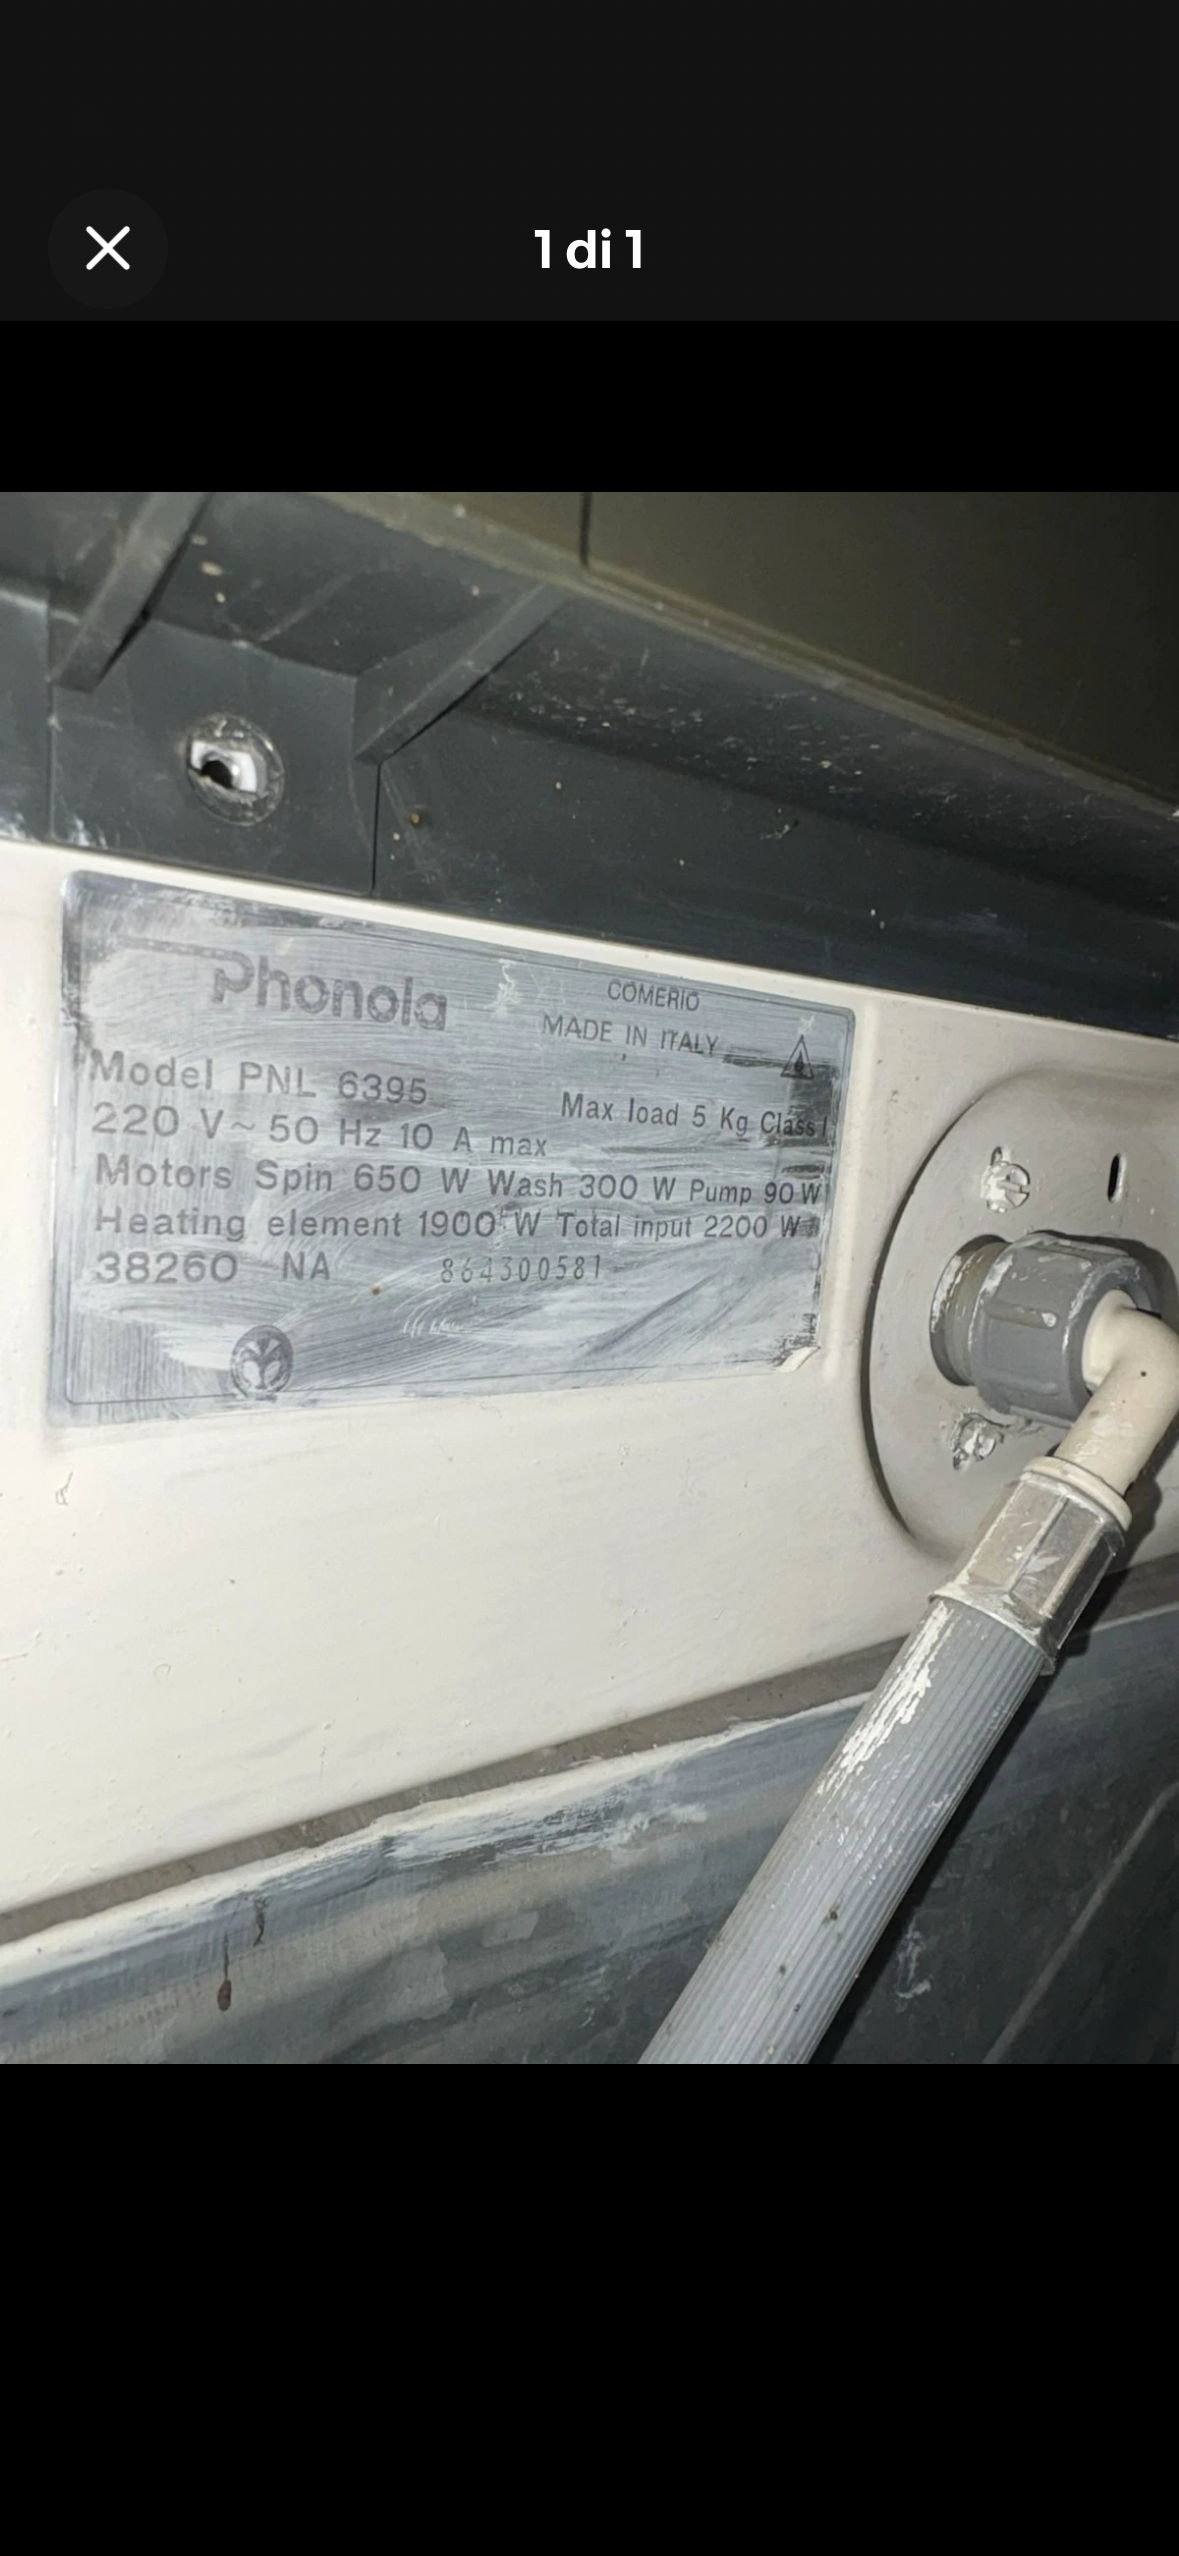 1 di 1
Phonola
COMERIO
MADE IN ITALY
Model PNL 6395
Max load 5 Kg Class I
220 V~ 50 Hz 10 A max
Motors Spin 650 W Wash 300 W Pump 90 W
Heating element 1900 W Total input 2200 W
38260 NA 864300581